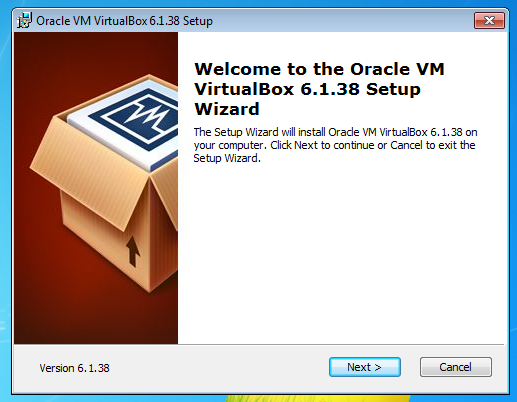 Oracle VM VirtualBox 6.1.38 Setup
Welcome to the Oracle VM
VirtualBox 6.1.38 Setup
Wizard
The Setup Wizard will install Oracle VM VirtualBox 6.1.38 on
your computer. Click Next to continue or Cancel to exit the
Setup Wizard.
Version 6.1.38
Next >
Cancel